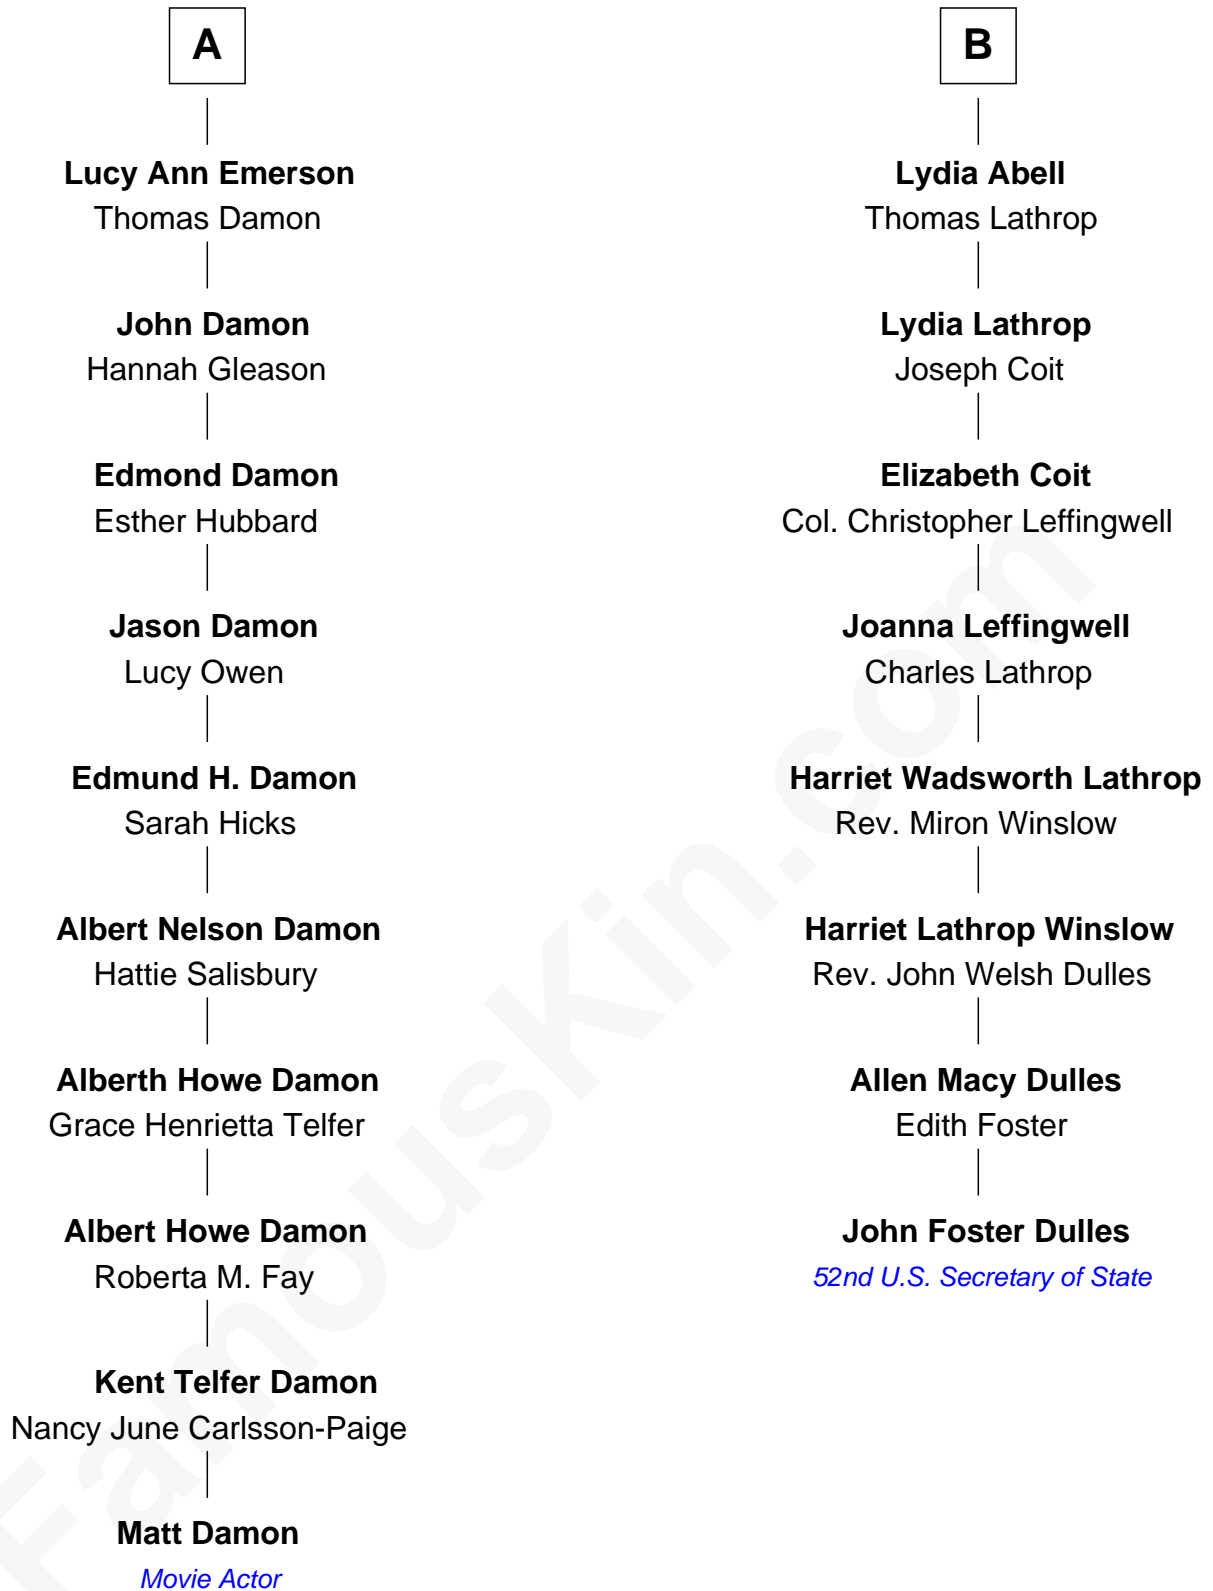 A
Lucy Ann Emerson
Thomas Damon
John Damon
Hannah Gleason
Edmond Damon
Esther Hubbard
Jason Damon
Lucy Owen
Edmund H. Damon
Sarah Hicks
Albert Nelson Damon
Hattie Salisbury
Alberth Howe Damon
Grace Henrietta Telfer
Albert Howe Damon
Roberta M. Fay
Kent Telfer Damon
Nancy June Carlsson-Paige
Matt Damon
Movie Actor
B
Lydia Abell
Thomas Lathrop
Lydia Lathrop
Joseph Coit
Elizabeth Coit
Col. Christopher Leffingwell
Joanna Leffingwell
Charles Lathrop
Harriet Wadsworth Lathrop
Rev. Miron Winslow
Harriet Lathrop Winslow
Rev. John Welsh Dulles
Allen Macy Dulles
Edith Foster
John Foster Dulles
52nd U.S. Secretary of State
FamousKin.com